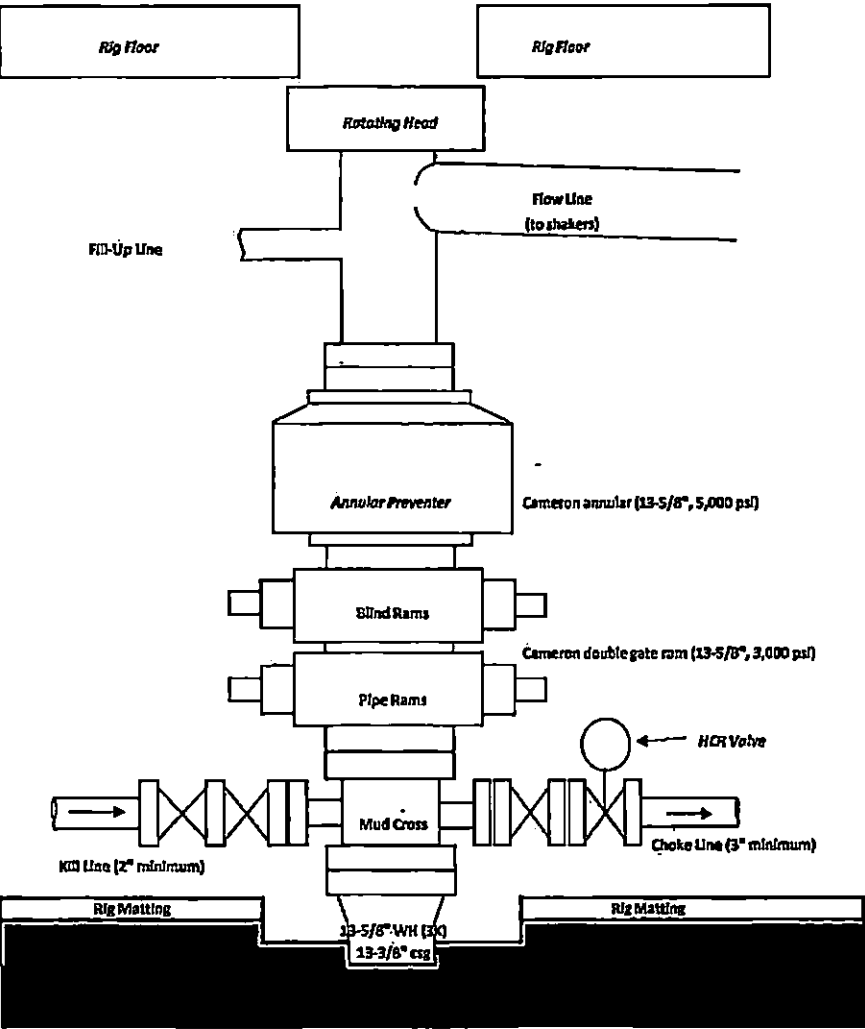 Rig Floor
Rig Floor
Rotating Head
Flow Line
(to shakers)
Fill-Up Line
Annular Preventer
Cameron annular (13-5/8", 5,000 psi)
Blind Rams
Cameron double gate ram (13-5/8", 3,000 psi)
Pipe Rams
HCR Valve
Mud Cross
Kill Line (2" minimum)
Choke Line (3" minimum)
Rig Matting
Rig Matting
13-5/8" WH (3K)
13-3/8" csg